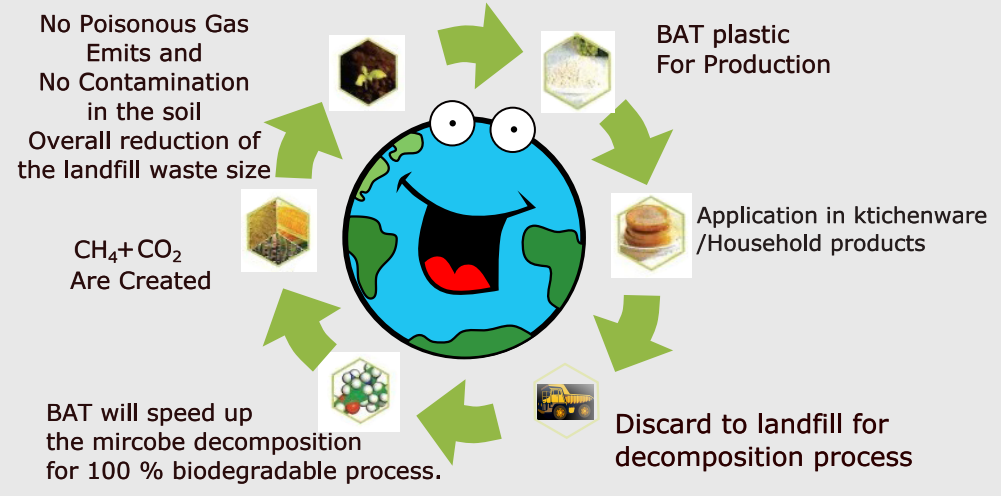 No Poisonous Gas
Emits and
No Contamination
in the soil
Overall reduction of
the landfill waste size
BAT plastic
For Production
Application in ktichenware
/Household products
Discard to landfill for
decomposition process
BAT will speed up
the mircobe decomposition
for 100 % biodegradable process.
CH₄+CO₂
Are Created